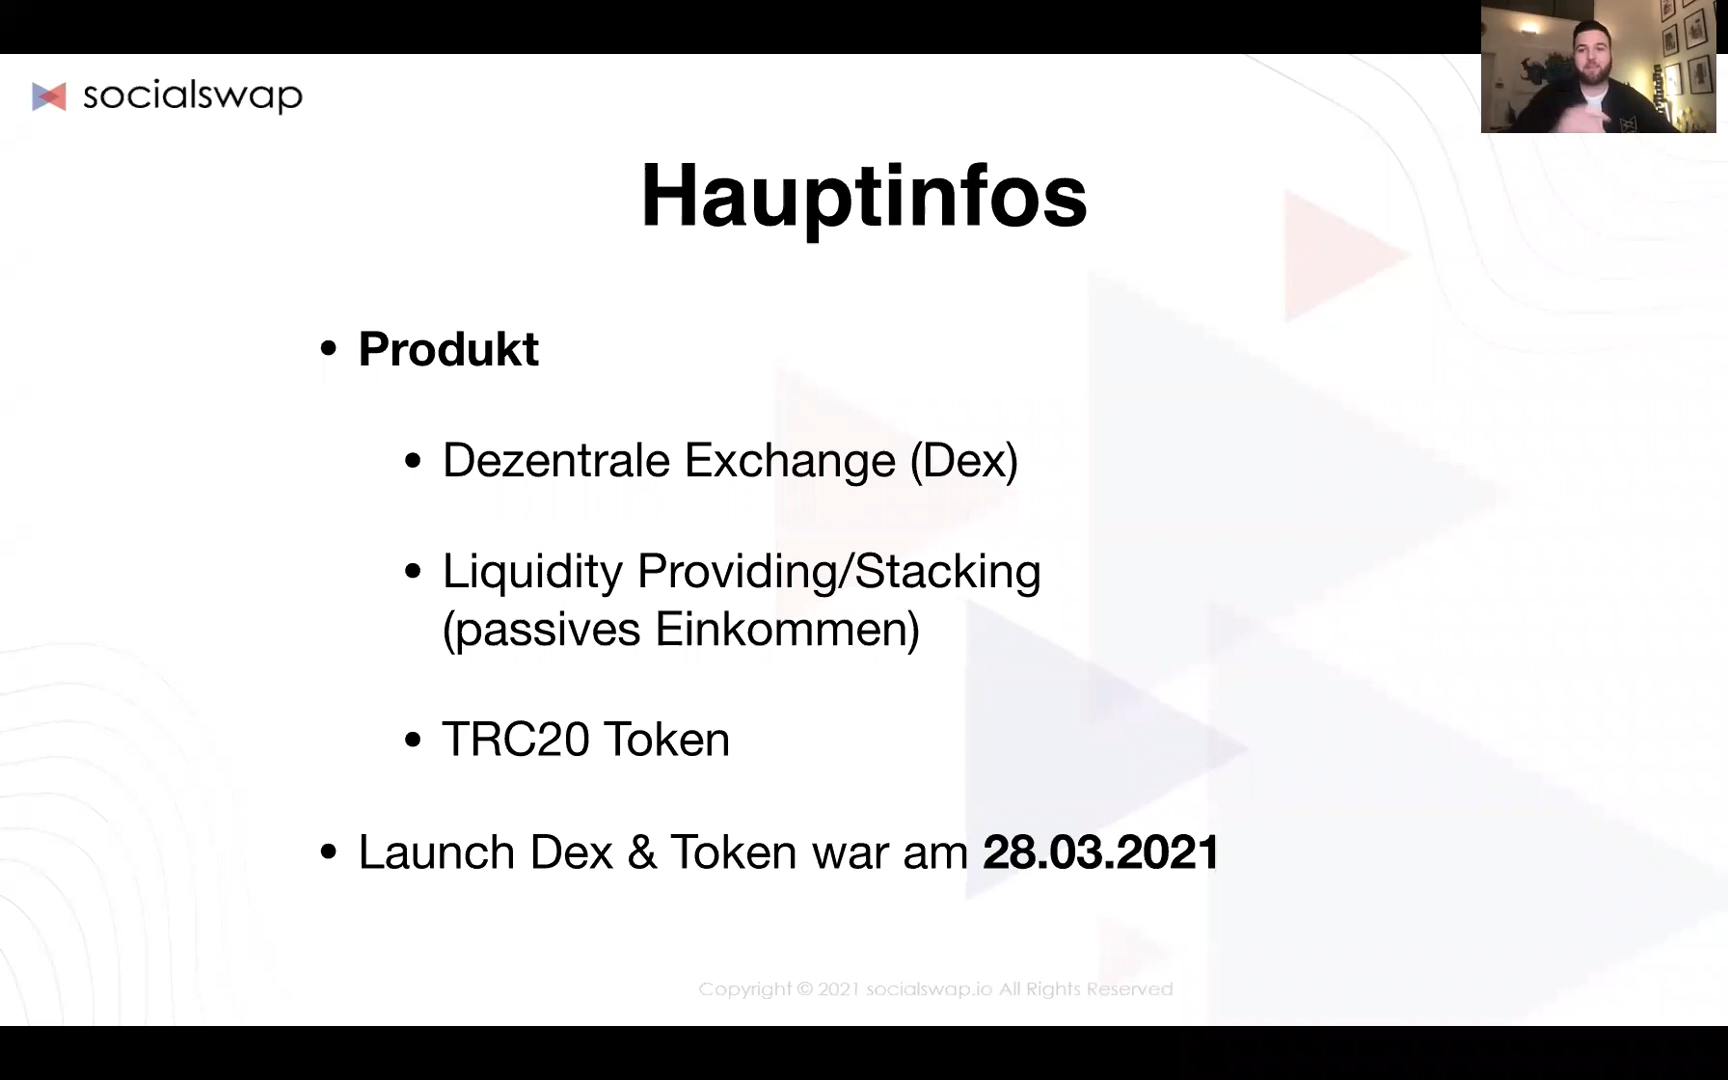 socialswap
Hauptinfos
• Produkt
• Dezentrale Exchange (Dex)
• Liquidity Providing/Stacking
(passives Einkommen)
• TRC20 Token
• Launch Dex & Token war am 28.03.2021
Copyright © 2021 socialswap.io All Rights Reserved